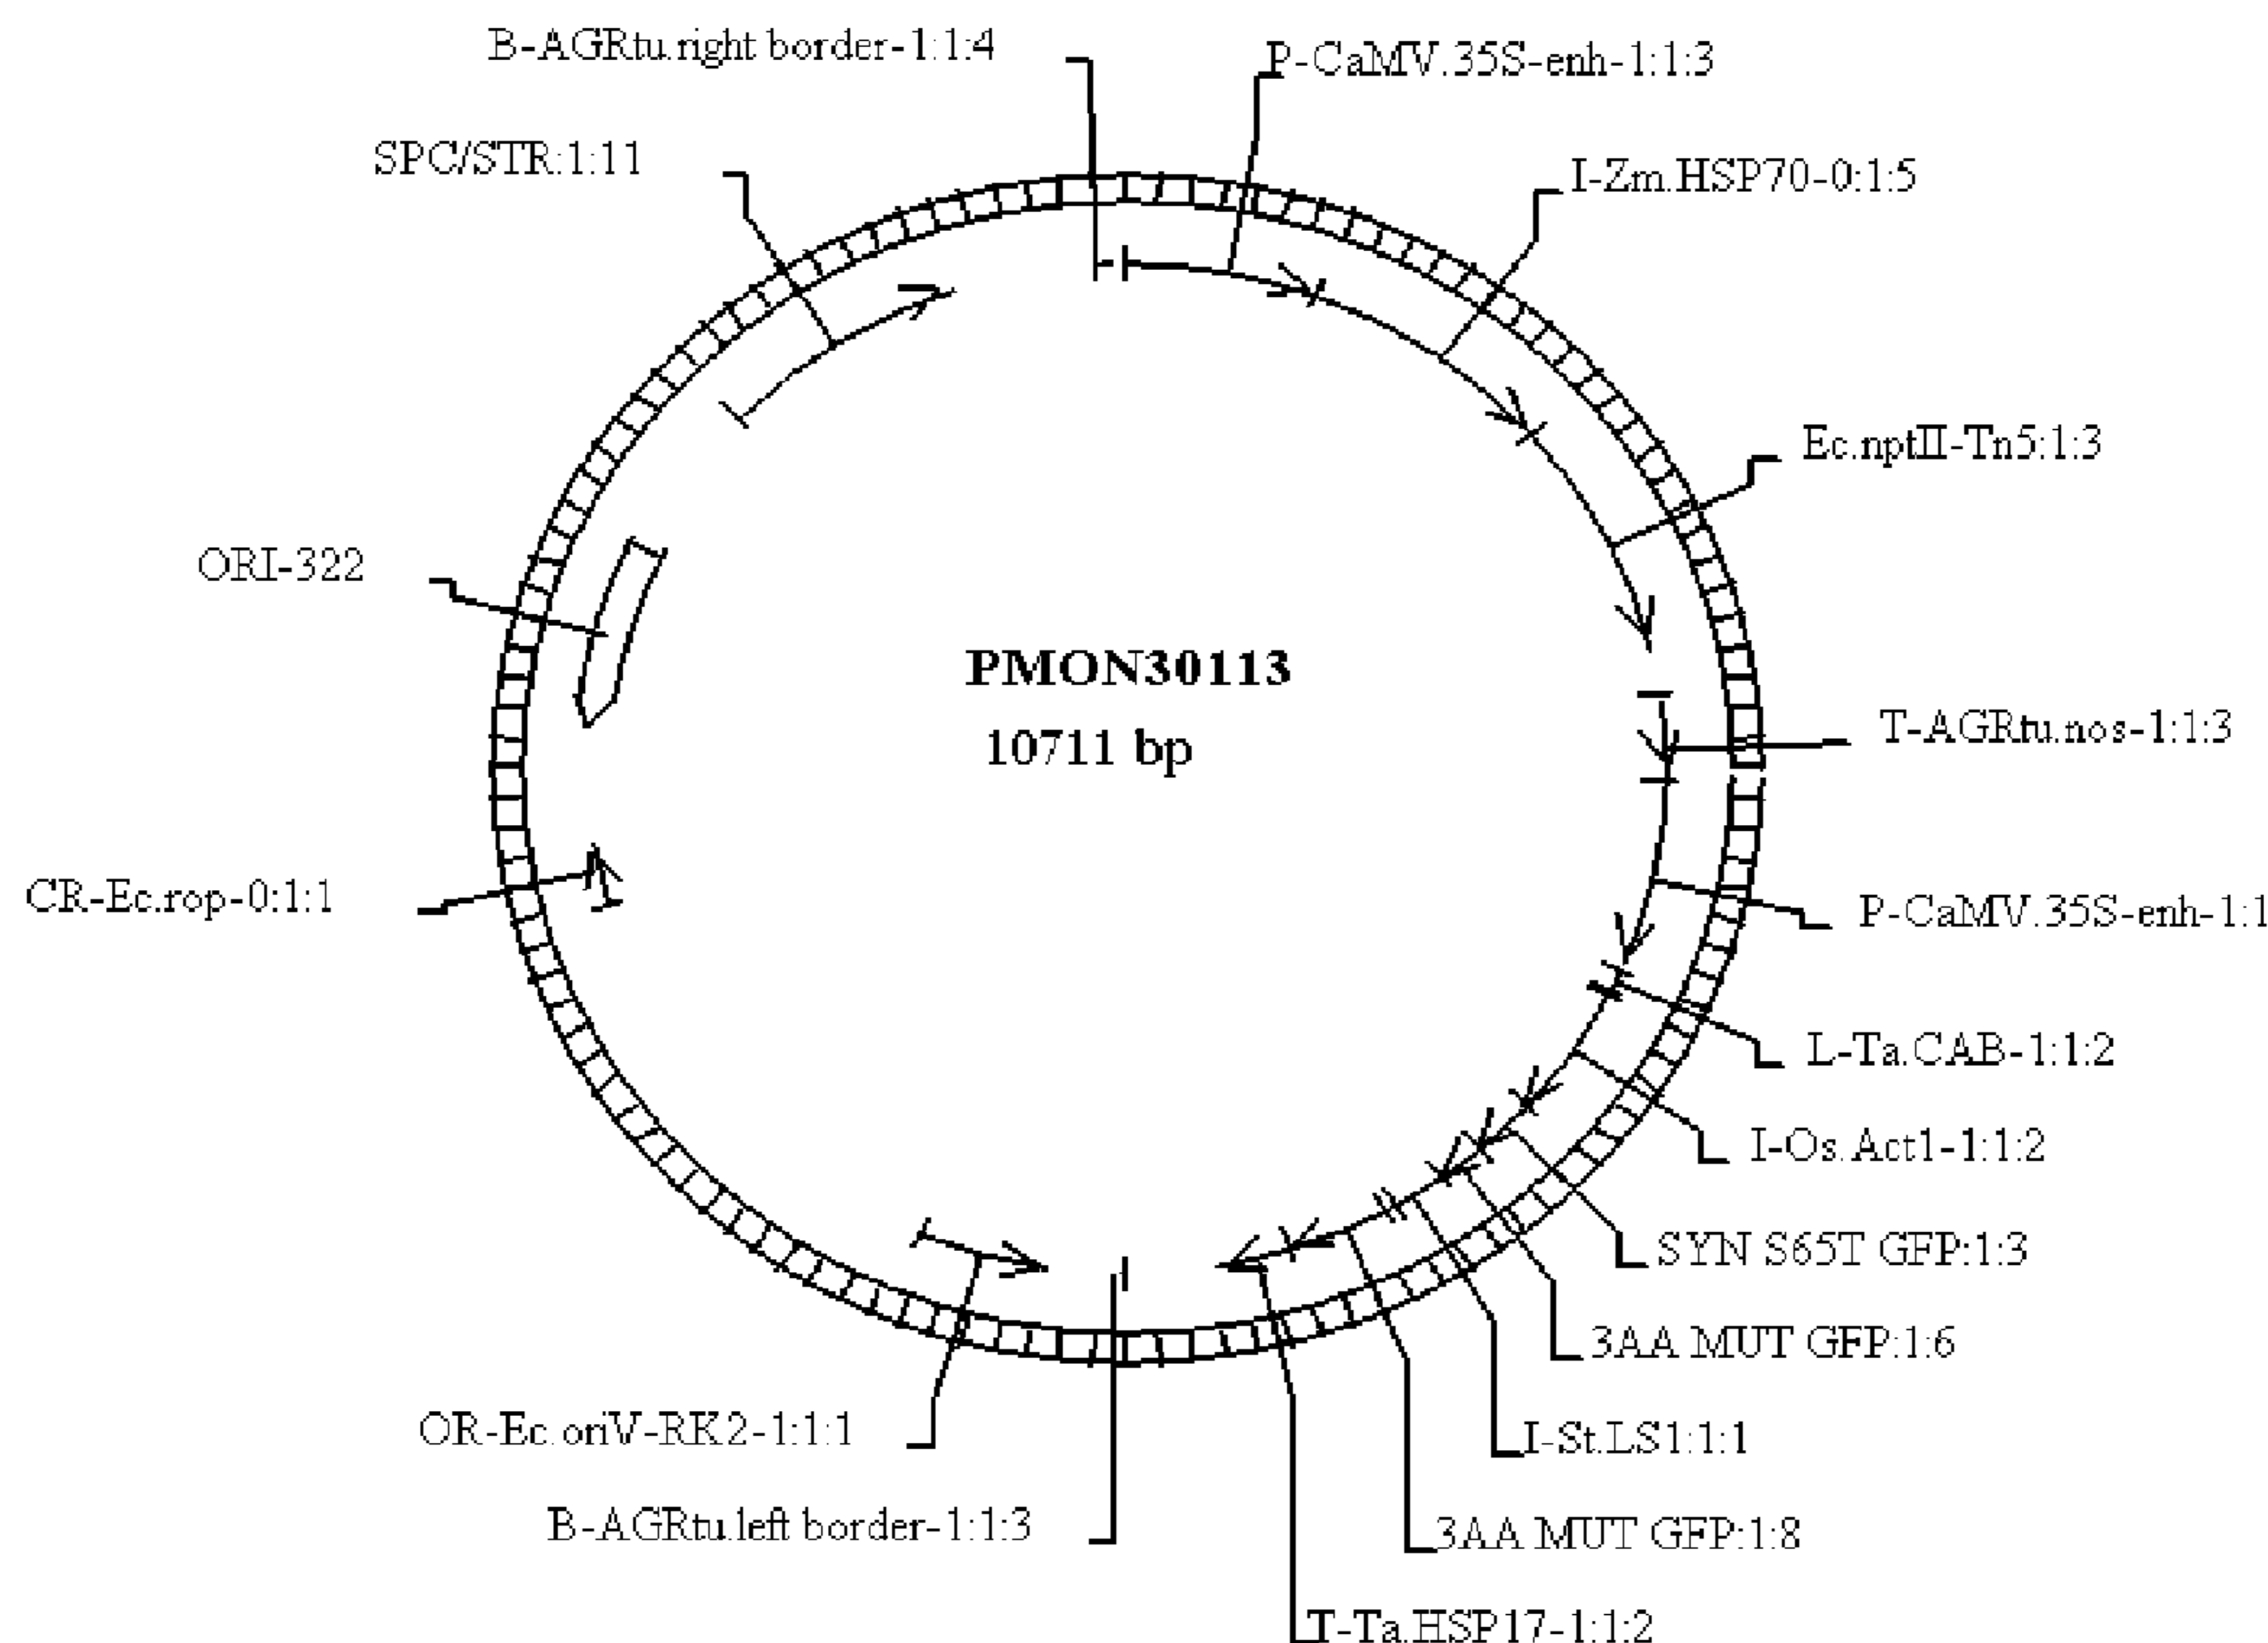 B-AGRtu.right border-1:1:4
P-CaMV.35S-enh-1:1:3
SPC/STR:1:11
I-Zm.HSP70-0:1:5
Ec.nptII-Tn5:1:3
ORI-322
PMON30113
10711 bp
T-AGRtu.nos-1:1:3
CR-Ec.rop-0:1:1
P-CaMV.35S-enh-1:1
L-Ta.CAB-1:1:2
I-Os.Act1-1:1:2
SYN S65T GFP:1:3
3AA MUT GFP:1:6
OR-Ec.oriV-RK2-1:1:1
I-St.LS1:1:1
B-AGRtu.left border-1:1:3
3AA MUT GFP:1:8
T-Ta.HSP17-1:1:2